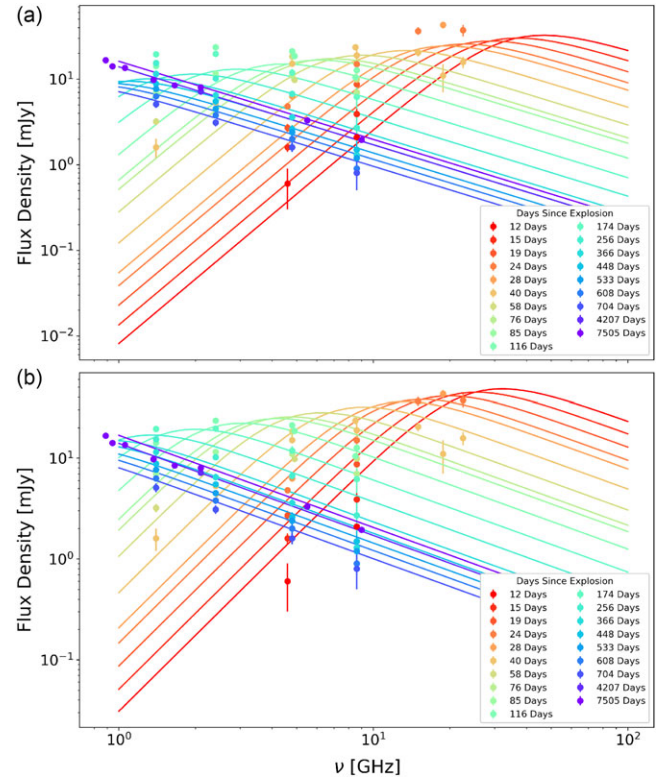 (a)
Flux Density [mJy]
10¹
10⁰
10⁻¹
10⁻²
Days Since Explosion
12 Days
15 Days
19 Days
24 Days
28 Days
40 Days
58 Days
76 Days
85 Days
116 Days
174 Days
256 Days
366 Days
448 Days
533 Days
608 Days
704 Days
4207 Days
7505 Days
(b)
Flux Density [mJy]
10¹
10⁰
10⁻¹
Days Since Explosion
12 Days
15 Days
19 Days
24 Days
28 Days
40 Days
58 Days
76 Days
85 Days
116 Days
174 Days
256 Days
366 Days
448 Days
533 Days
608 Days
704 Days
4207 Days
7505 Days
10⁰
10¹
10²
ν [GHz]